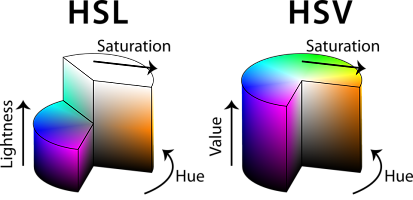 HSL
HSV
Saturation
Saturation
Lightness
Value
Hue
Hue